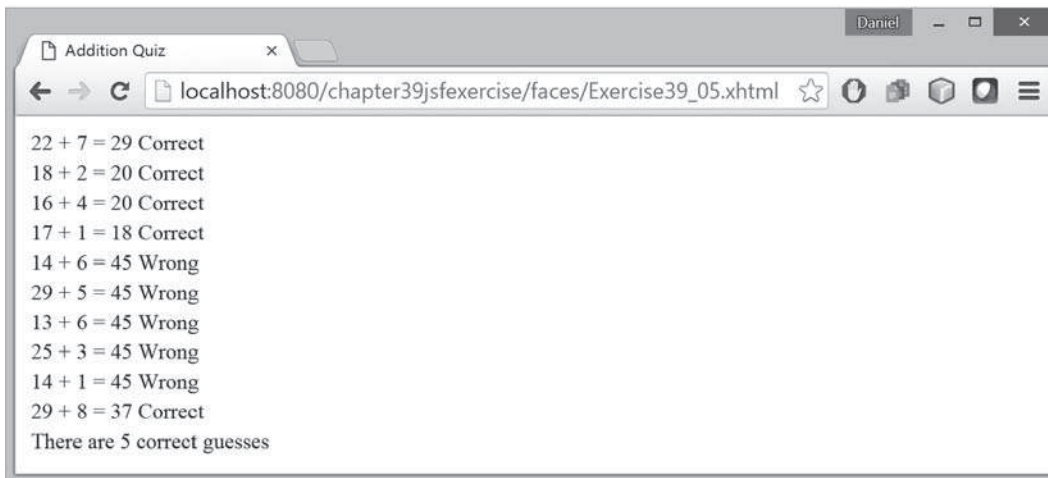 Daniel
Addition Quiz
localhost:8080/chapter39jsfexercise/faces/Exercise39_05.xhtml
22 + 7 = 29 Correct
18 + 2 = 20 Correct
16 + 4 = 20 Correct
17 + 1 = 18 Correct
14 + 6 = 45 Wrong
29 + 5 = 45 Wrong
13 + 6 = 45 Wrong
25 + 3 = 45 Wrong
14 + 1 = 45 Wrong
29 + 8 = 37 Correct
There are 5 correct guesses